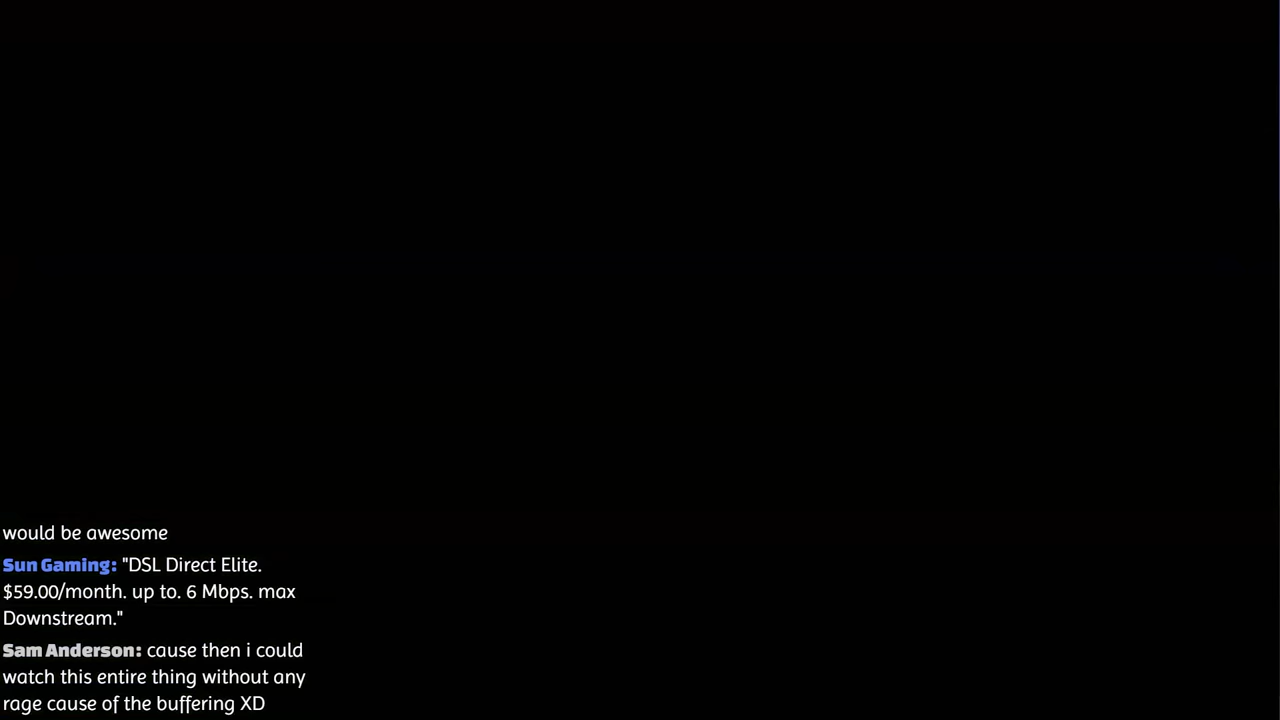 would be awesome
Sun Gaming: "DSL Direct Elite.
$59.00/month. up to. 6 Mbps. max
Downstream."
Sam Anderson: cause then i could
watch this entire thing without any
rage cause of the buffering XD